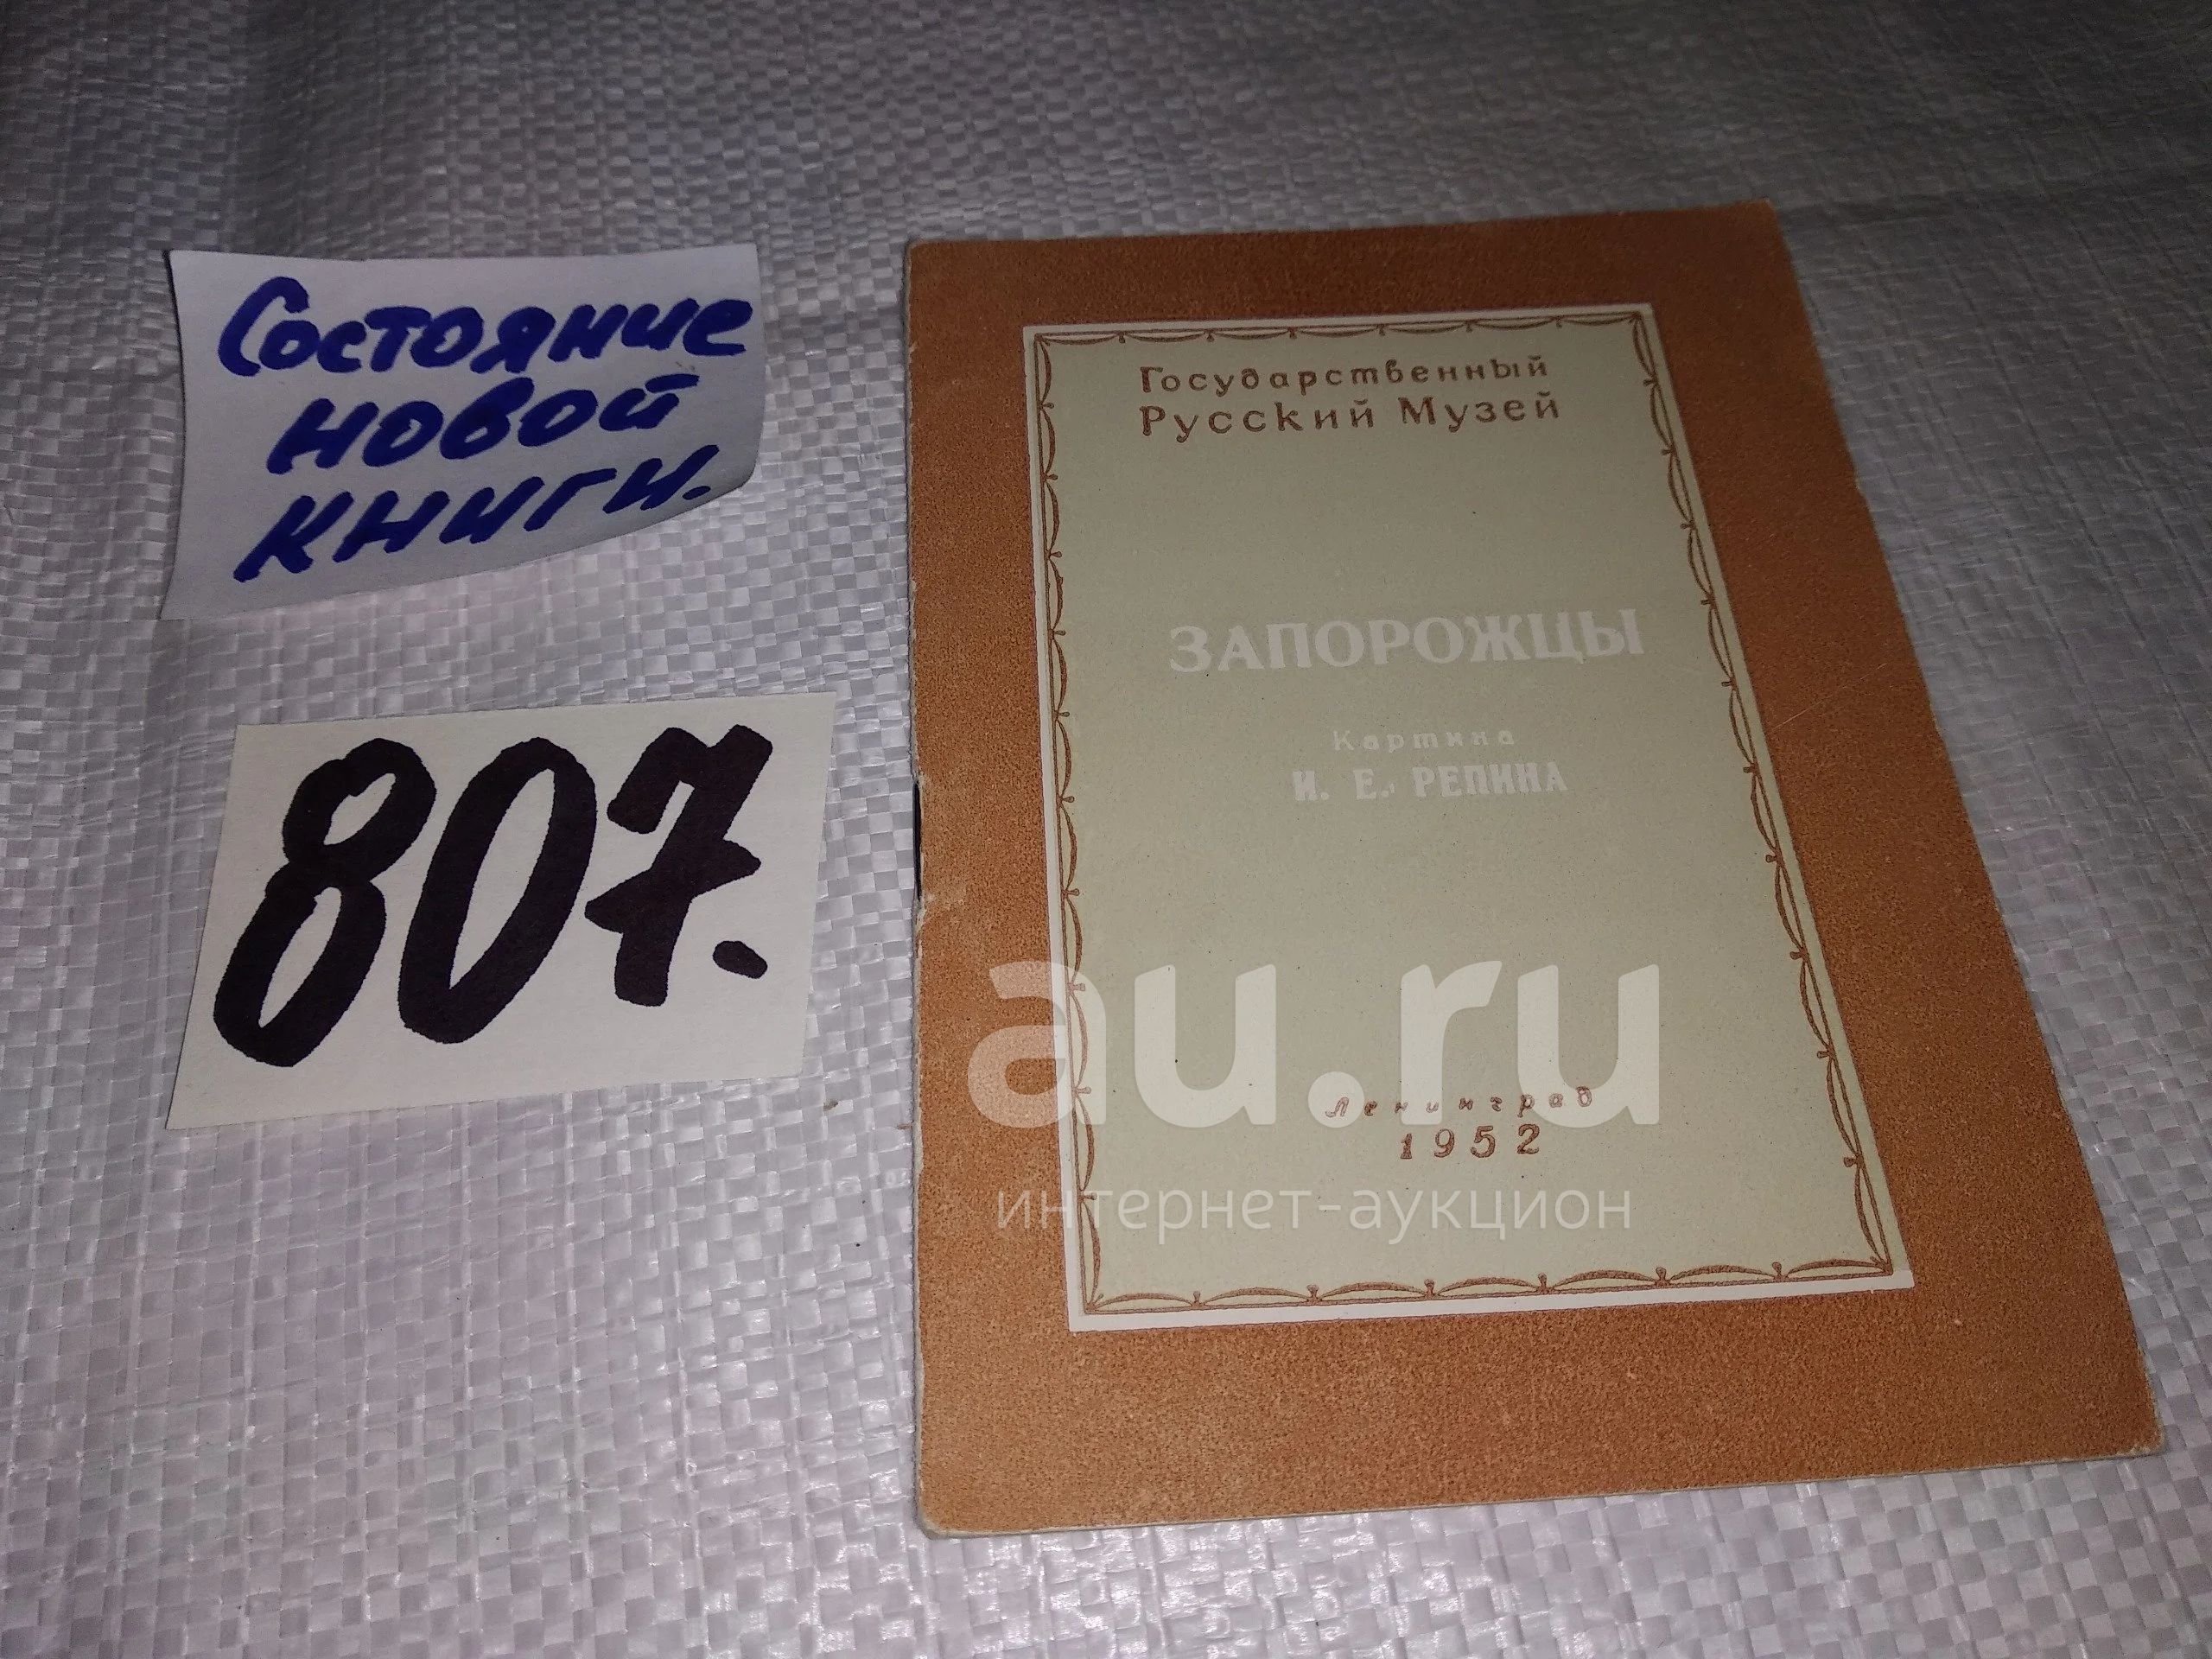 Состояние
новой
книги.
807.
Государственный
Русский Музей
ЗАПОРОЖЦЫ
Картина
И. Е. РЕПИНА
au.ru
Ленинград
1952
интернет-аукцион